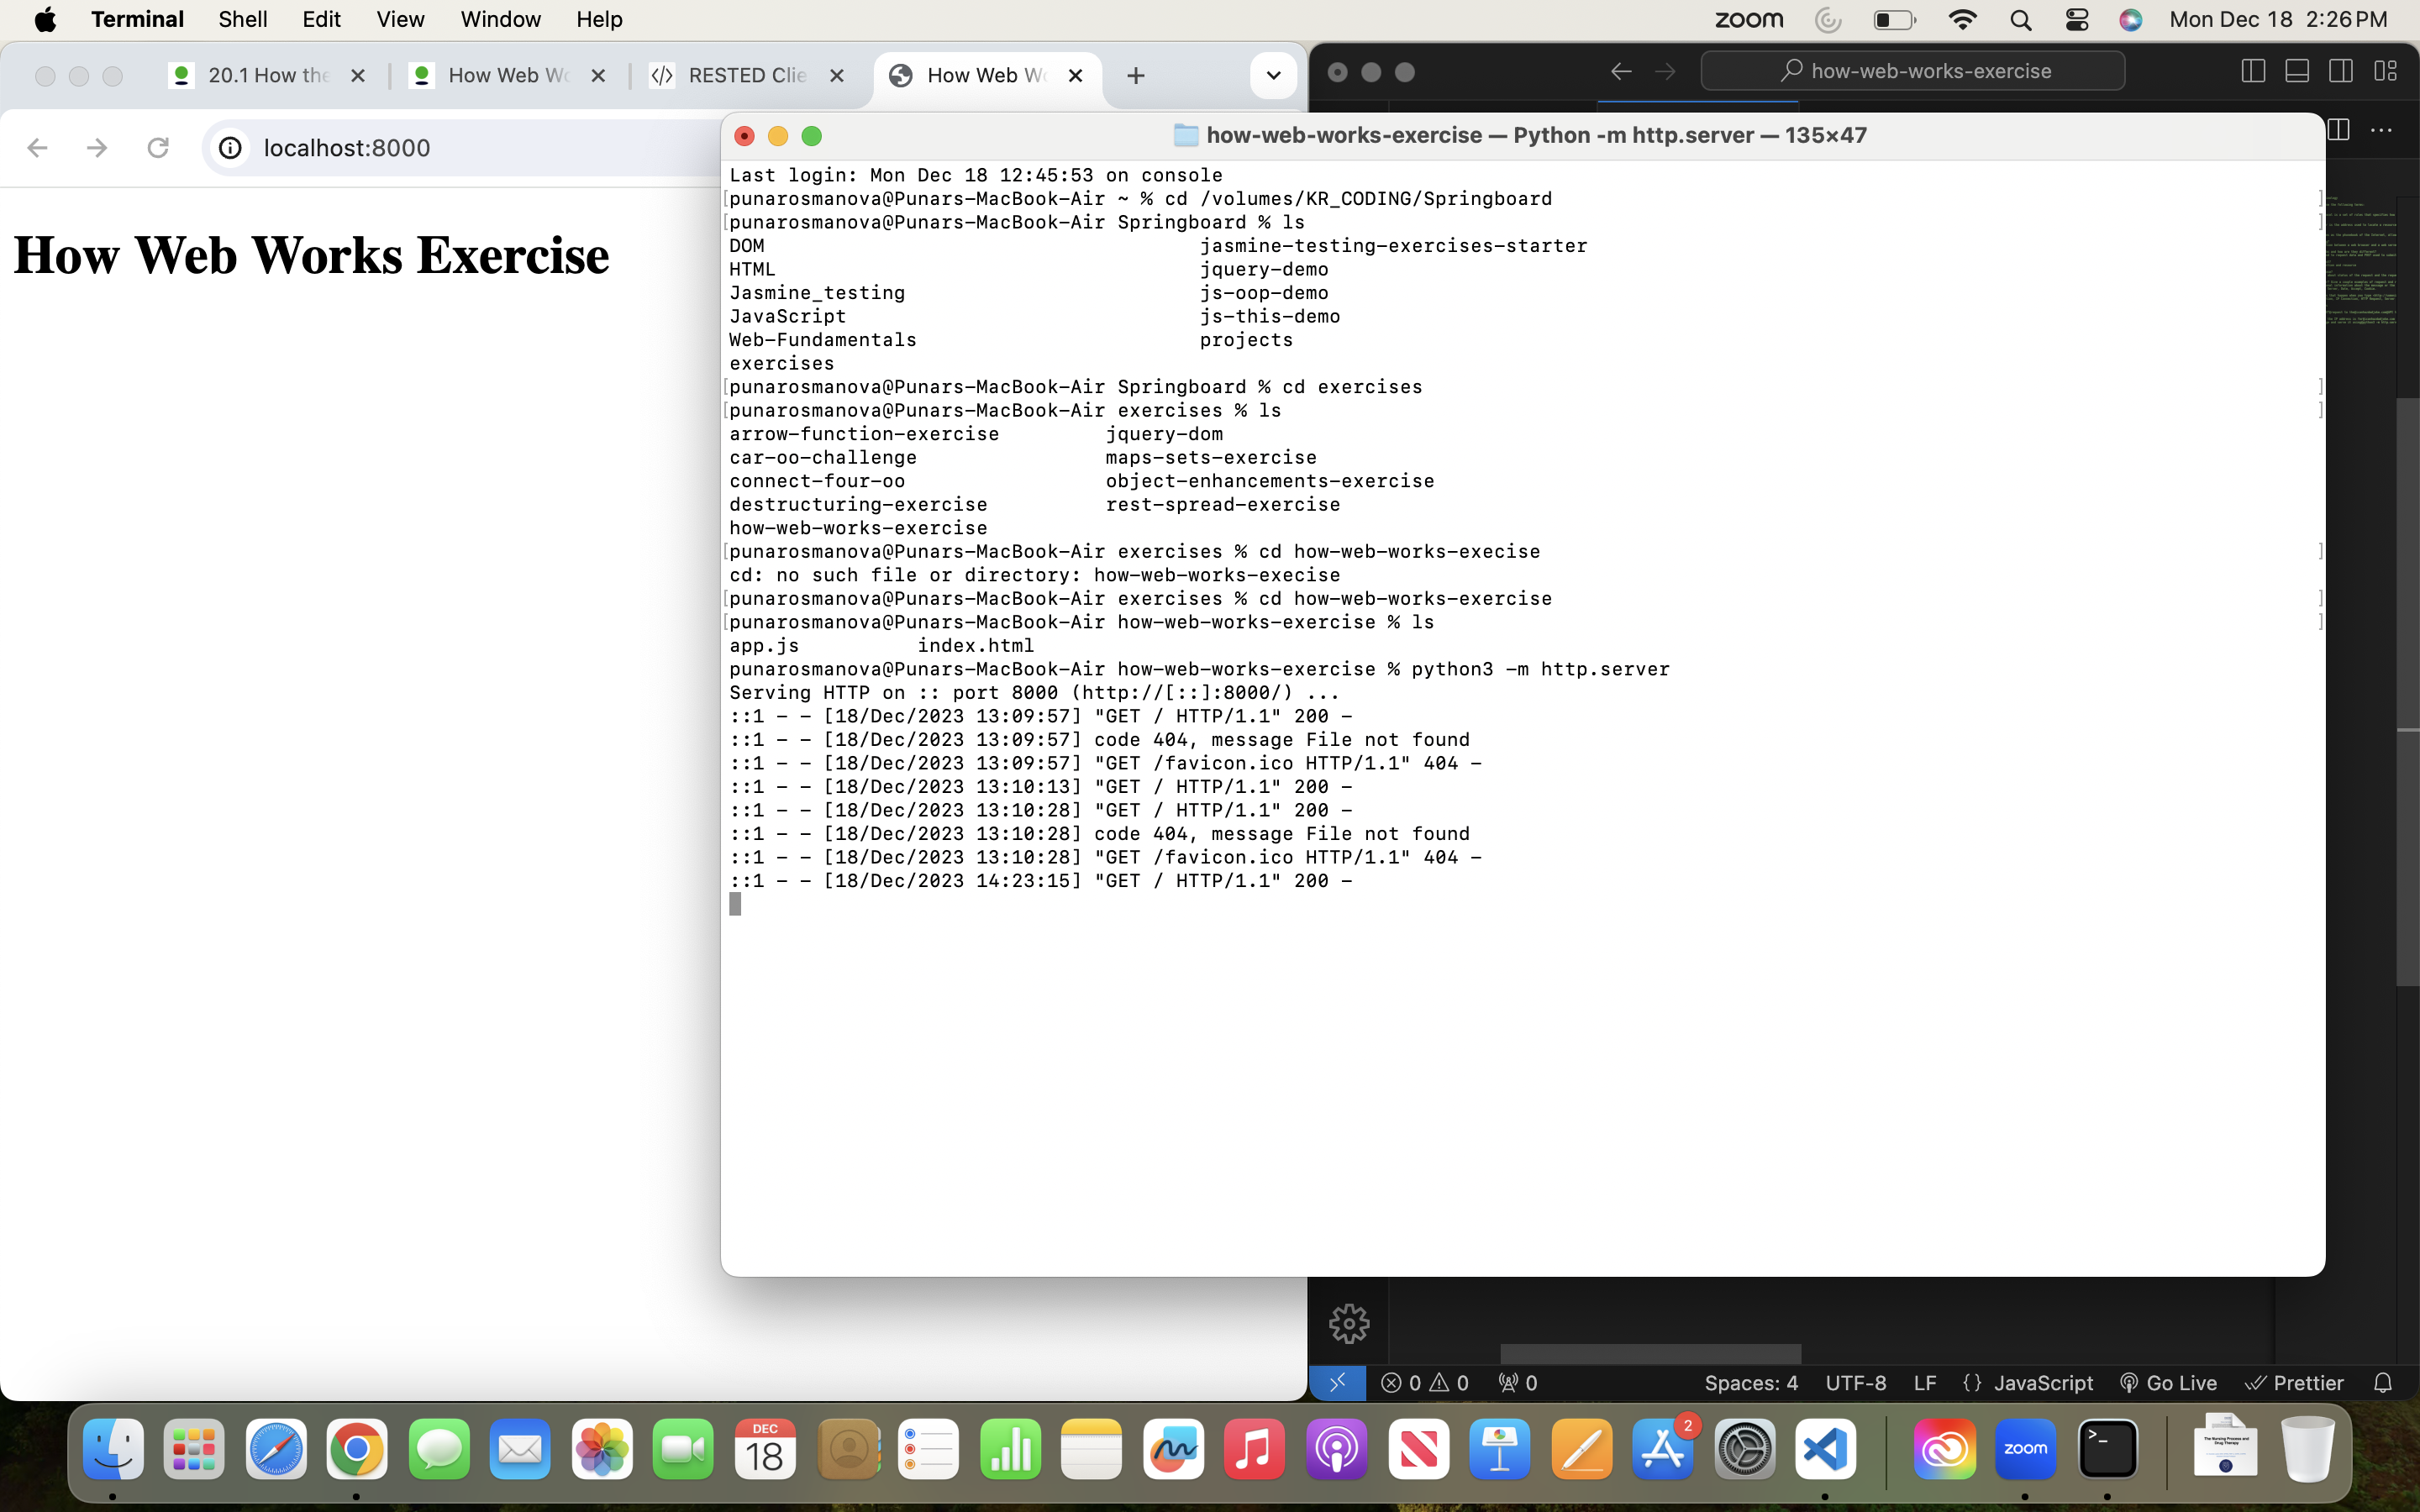 Terminal Shell Edit View Window Help zoom Mon Dec 18 2:26 PM
20.1 How the How Web Wo RESTED Clie How Web Wo
how-web-works-exercise
localhost:8000
How Web Works Exercise
how-web-works-exercise — Python -m http.server — 135×47
Last login: Mon Dec 18 12:45:53 on console
[punarosmanova@Punars-MacBook-Air ~ % cd /volumes/KR_CODING/Springboard ]
[punarosmanova@Punars-MacBook-Air Springboard % ls ]
DOM jasmine-testing-exercises-starter
HTML jquery-demo
Jasmine_testing js-oop-demo
JavaScript js-this-demo
Web-Fundamentals projects
exercises
[punarosmanova@Punars-MacBook-Air Springboard % cd exercises ]
[punarosmanova@Punars-MacBook-Air exercises % ls ]
arrow-function-exercise jquery-dom
car-oo-challenge maps-sets-exercise
connect-four-oo object-enhancements-exercise
destructuring-exercise rest-spread-exercise
how-web-works-exercise
[punarosmanova@Punars-MacBook-Air exercises % cd how-web-works-execise ]
cd: no such file or directory: how-web-works-execise
[punarosmanova@Punars-MacBook-Air exercises % cd how-web-works-exercise ]
[punarosmanova@Punars-MacBook-Air how-web-works-exercise % ls ]
app.js index.html
punarosmanova@Punars-MacBook-Air how-web-works-exercise % python3 -m http.server
Serving HTTP on :: port 8000 (http://[::]:8000/) ...
::1 - - [18/Dec/2023 13:09:57] "GET / HTTP/1.1" 200 -
::1 - - [18/Dec/2023 13:09:57] code 404, message File not found
::1 - - [18/Dec/2023 13:09:57] "GET /favicon.ico HTTP/1.1" 404 -
::1 - - [18/Dec/2023 13:10:13] "GET / HTTP/1.1" 200 -
::1 - - [18/Dec/2023 13:10:28] "GET / HTTP/1.1" 200 -
::1 - - [18/Dec/2023 13:10:28] code 404, message File not found
::1 - - [18/Dec/2023 13:10:28] "GET /favicon.ico HTTP/1.1" 404 -
::1 - - [18/Dec/2023 14:23:15] "GET / HTTP/1.1" 200 -
0 0 0 Spaces: 4 UTF-8 LF {} JavaScript Go Live Prettier
DEC
18
2
zoom